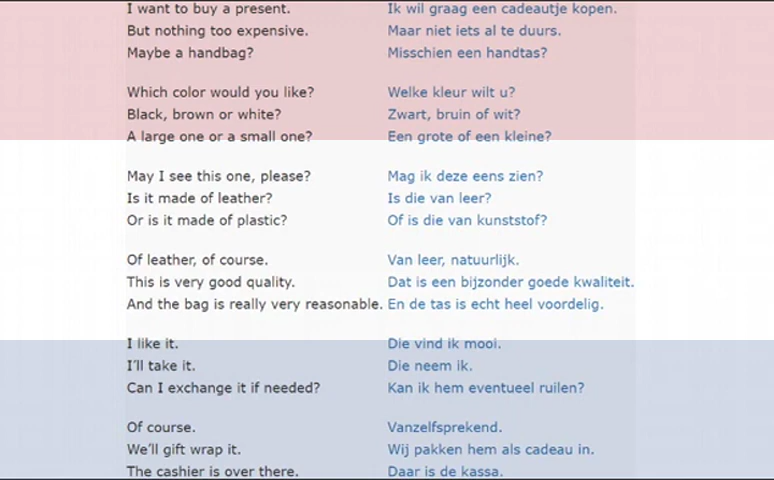 I want to buy a present. Ik wil graag een cadeautje kopen.
But nothing too expensive. Maar niet iets al te duurs.
Maybe a handbag? Misschien een handtas?
Which color would you like? Welke kleur wilt u?
Black, brown or white? Zwart, bruin of wit?
A large one or a small one? Een grote of een kleine?
May I see this one, please? Mag ik deze eens zien?
Is it made of leather? Is die van leer?
Or is it made of plastic? Of is die van kunststof?
Of leather, of course. Van leer, natuurlijk.
This is very good quality. Dat is een bijzonder goede kwaliteit.
And the bag is really very reasonable. En de tas is echt heel voordelig.
I like it. Die vind ik mooi.
I’ll take it. Die neem ik.
Can I exchange it if needed? Kan ik hem eventueel ruilen?
Of course. Vanzelfsprekend.
We’ll gift wrap it. Wij pakken hem als cadeau in.
The cashier is over there. Daar is de kassa.